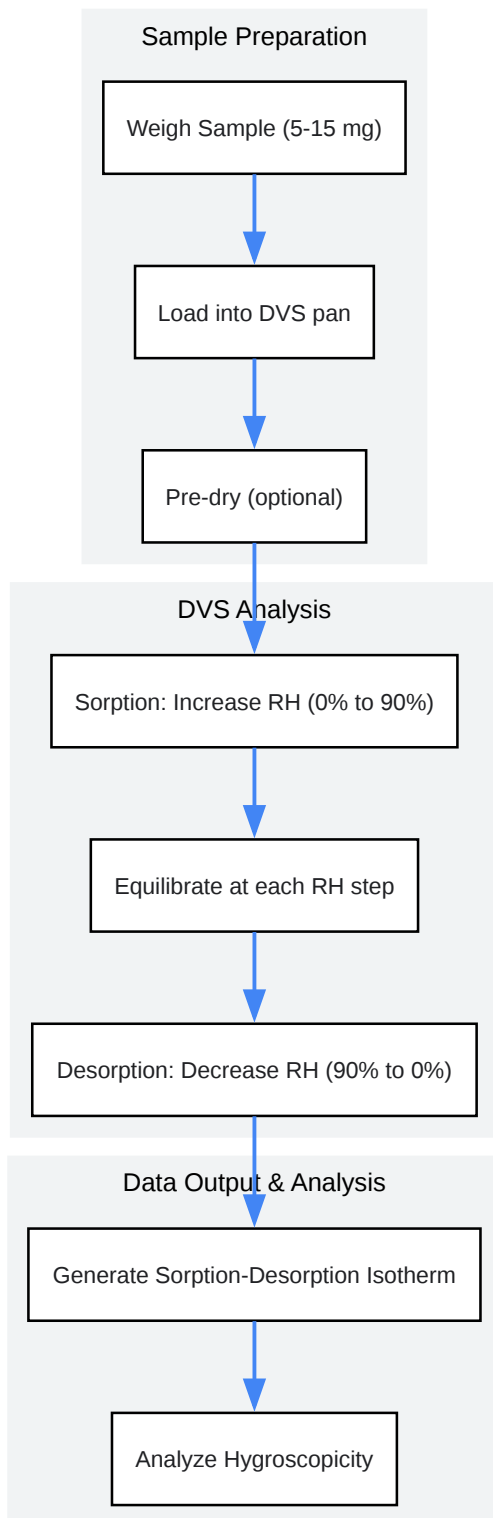 Sample Preparation
Weigh Sample (5-15 mg)
Load into DVS pan
Pre-dry (optional)
DVS Analysis
Sorption: Increase RH (0% to 90%)
Equilibrate at each RH step
Desorption: Decrease RH (90% to 0%)
Data Output & Analysis
Generate Sorption-Desorption Isotherm
Analyze Hygroscopicity